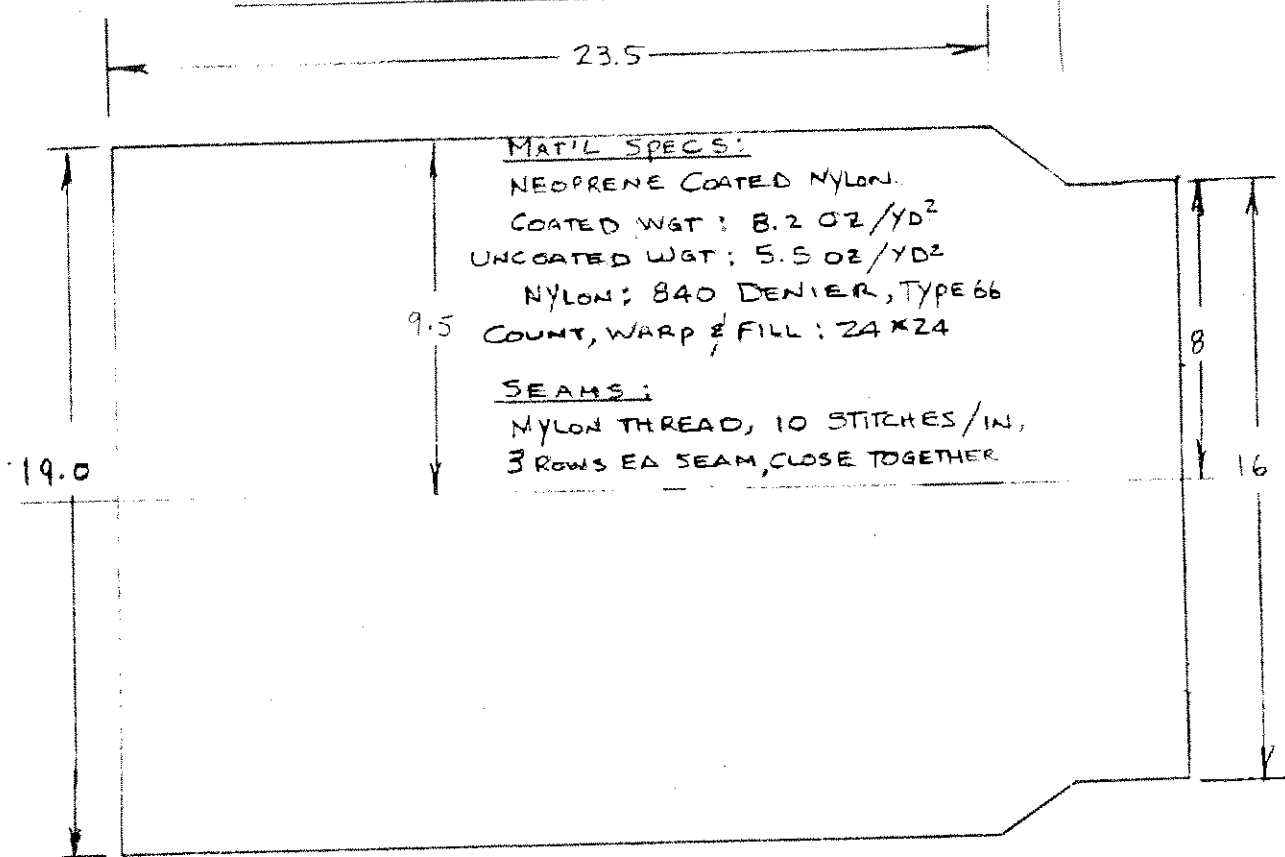 23.5
MAT'L SPECS:
NEOPRENE COATED NYLON.
COATED WGT: 8.2 OZ/YD²
UNCOATED WGT: 5.5 OZ/YD²
NYLON: 840 DENIER, TYPE 66
9.5
COUNT, WARP & FILL: 24×24
8
SEAMS:
NYLON THREAD, 10 STITCHES/IN,
3 ROWS EA SEAM, CLOSE TOGETHER
19.0
16